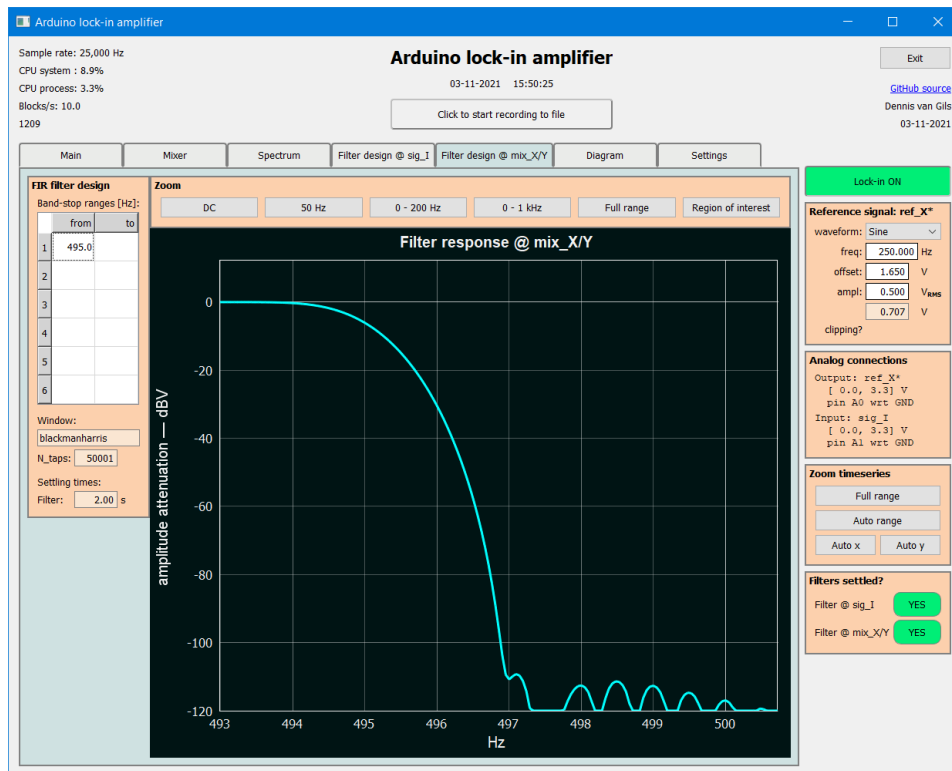 Arduino lock-in amplifier
Sample rate: 25,000 Hz
CPU system : 8.9%
CPU process: 3.3%
Blocks/s: 10.0
1209
Arduino lock-in amplifier
03-11-2021 15:50:25
Click to start recording to file
Exit
GitHub source
Dennis van Gils
03-11-2021
Main
Mixer
Spectrum
Filter design @ sig_I
Filter design @ mix_X/Y
Diagram
Settings
FIR filter design
Band-stop ranges [Hz]:
from to
1 495.0
2
3
4
5
6
Window:
blackmanharris
N_taps: 50001
Settling times:
Filter: 2.00 s
Zoom
DC
50 Hz
0 - 200 Hz
0 - 1 kHz
Full range
Region of interest
Filter response @ mix_X/Y
amplitude attenuation — dBV
0
-20
-40
-60
-80
-100
-120
493 494 495 496 497 498 499 500
Hz
Lock-in ON
Reference signal: ref_X*
waveform: Sine
freq: 250.000 Hz
offset: 1.650 V
ampl: 0.500 VRMS
0.707 V
clipping?
Analog connections
Output: ref_X*
[ 0.0, 3.3] V
pin A0 wrt GND
Input: sig_I
[ 0.0, 3.3] V
pin A1 wrt GND
Zoom timeseries
Full range
Auto range
Auto x
Auto y
Filters settled?
Filter @ sig_I YES
Filter @ mix_X/Y YES